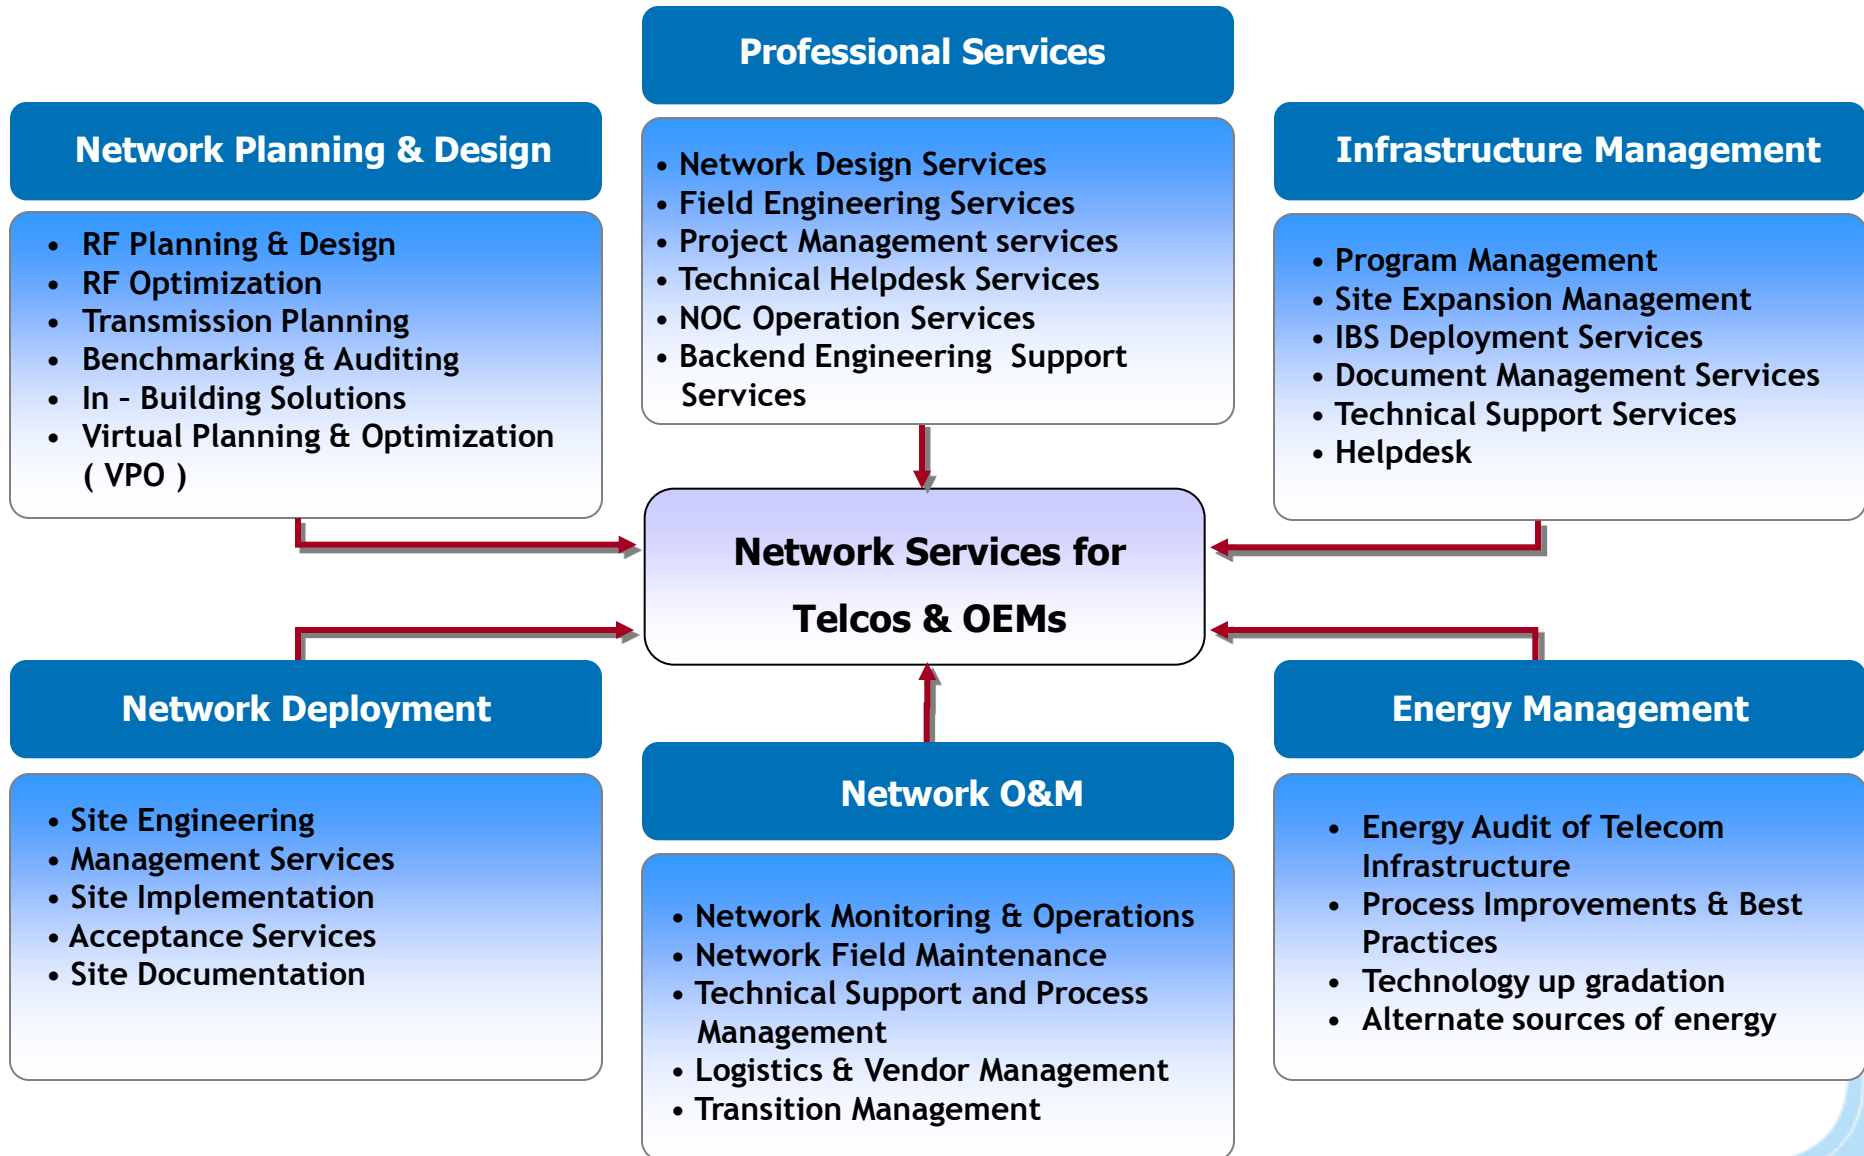 Professional Services
• Network Design Services
• Field Engineering Services
• Project Management services
• Technical Helpdesk Services
• NOC Operation Services
• Backend Engineering  Support
Services
Network Planning & Design
• RF Planning & Design
• RF Optimization
• Transmission Planning
• Benchmarking & Auditing
• In – Building Solutions
• Virtual Planning & Optimization
( VPO )
Infrastructure Management
• Program Management
• Site Expansion Management
• IBS Deployment Services
• Document Management Services
• Technical Support Services
• Helpdesk
Network Services for
Telcos & OEMs
Network Deployment
• Site Engineering
• Management Services
• Site Implementation
• Acceptance Services
• Site Documentation
Network O&M
• Network Monitoring & Operations
• Network Field Maintenance
• Technical Support and Process
Management
• Logistics & Vendor Management
• Transition Management
Energy Management
• Energy Audit of Telecom
Infrastructure
• Process Improvements & Best
Practices
• Technology up gradation
• Alternate sources of energy